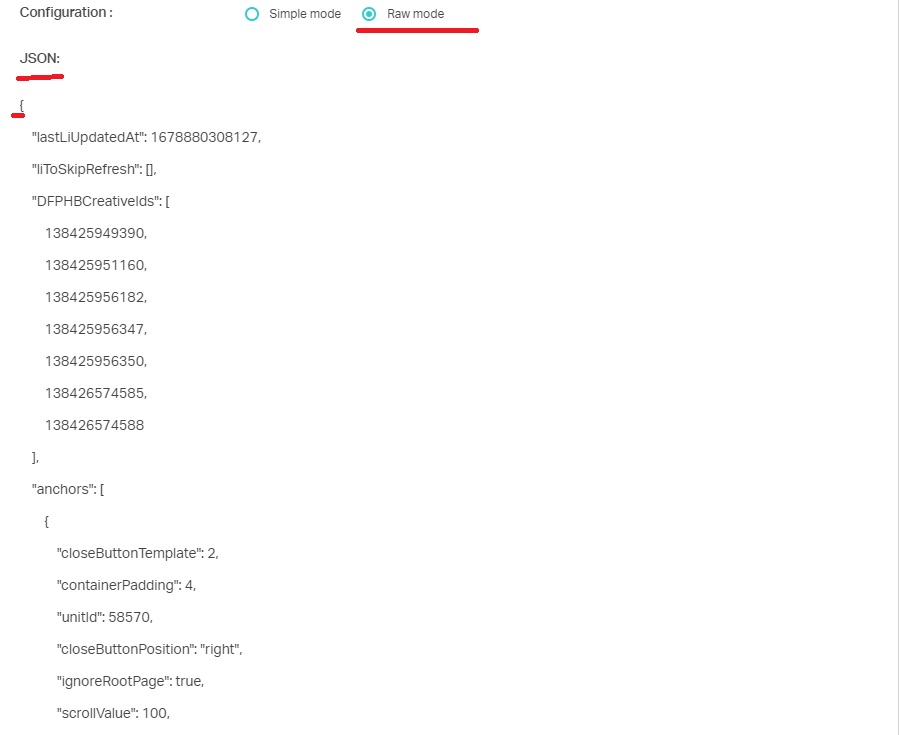 Configuration : Simple mode Raw mode
JSON:
{
"lastLiUpdatedAt": 1678880308127,
"liToSkipRefresh": [],
"DFPHBCreativeIds": [
138425949390,
138425951160,
138425956182,
138425956347,
138425956350,
138426574585,
138426574588
],
"anchors": [
{
"closeButtonTemplate": 2,
"containerPadding": 4,
"unitId": 58570,
"closeButtonPosition": "right",
"ignoreRootPage": true,
"scrollValue": 100,